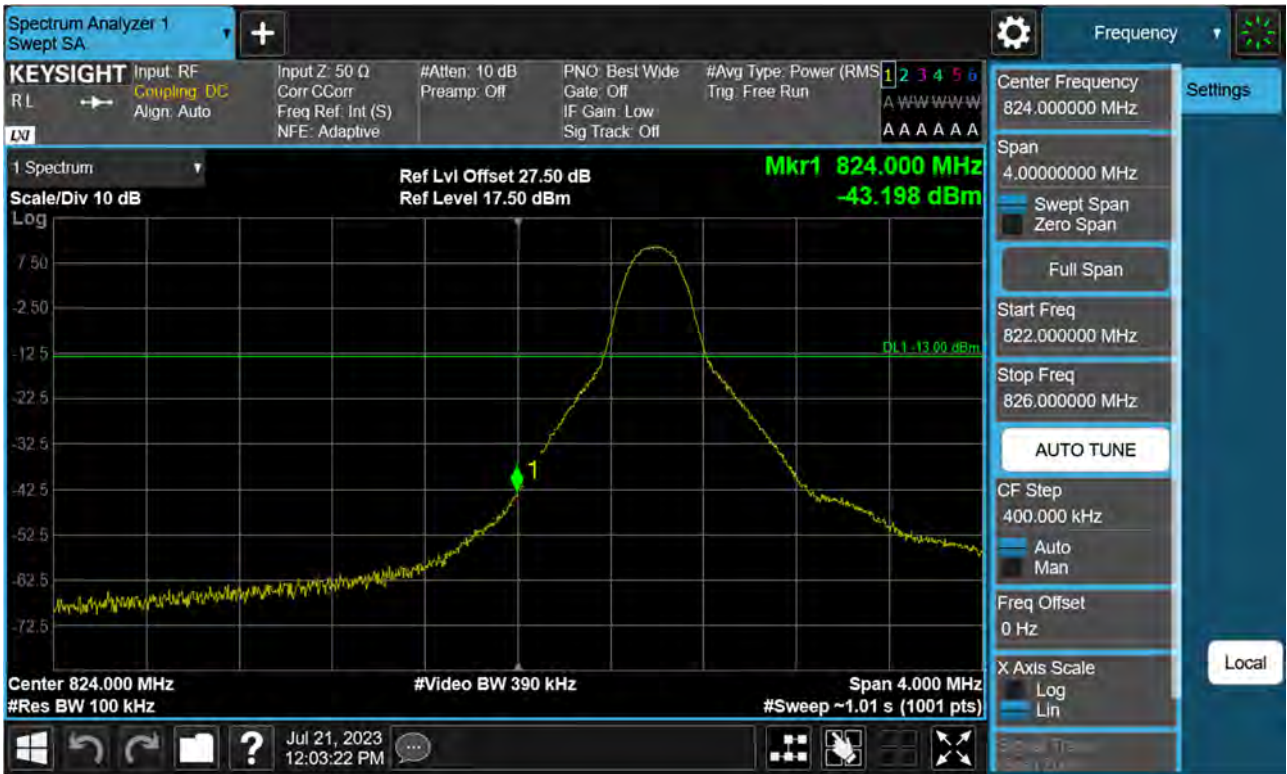 Spectrum Analyzer 1
Swept SA
+
Frequency
KEYSIGHT
R L
LXI
Input: RF
Coupling: DC
Align: Auto
Input Z: 50 Ω
Corr CCorr
Freq Ref: Int (S)
NFE: Adaptive
#Atten: 10 dB
Preamp: Off
PNO: Best Wide
Gate: Off
IF Gain: Low
Sig Track: Off
#Avg Type: Power (RMS
Trig: Free Run
1 2 3 4 5 6
A W W W W W
A A A A A A
1 Spectrum
Scale/Div 10 dB
Log
Ref Lvl Offset 27.50 dB
Ref Level 17.50 dBm
Mkr1 824.000 MHz
-43.198 dBm
7.50
-2.50
-12.5
-22.5
-32.5
-42.5
-52.5
-62.5
-72.5
DL1 -13.00 dBm
1
Center 824.000 MHz
#Res BW 100 kHz
#Video BW 390 kHz
Span 4.000 MHz
#Sweep ~1.01 s (1001 pts)
Center Frequency
824.000000 MHz
Span
4.00000000 MHz
Swept Span
Zero Span
Full Span
Start Freq
822.000000 MHz
Stop Freq
826.000000 MHz
AUTO TUNE
CF Step
400.000 kHz
Auto
Man
Freq Offset
0 Hz
X Axis Scale
Log
Lin
Settings
Local
?
Jul 21, 2023
12:03:22 PM